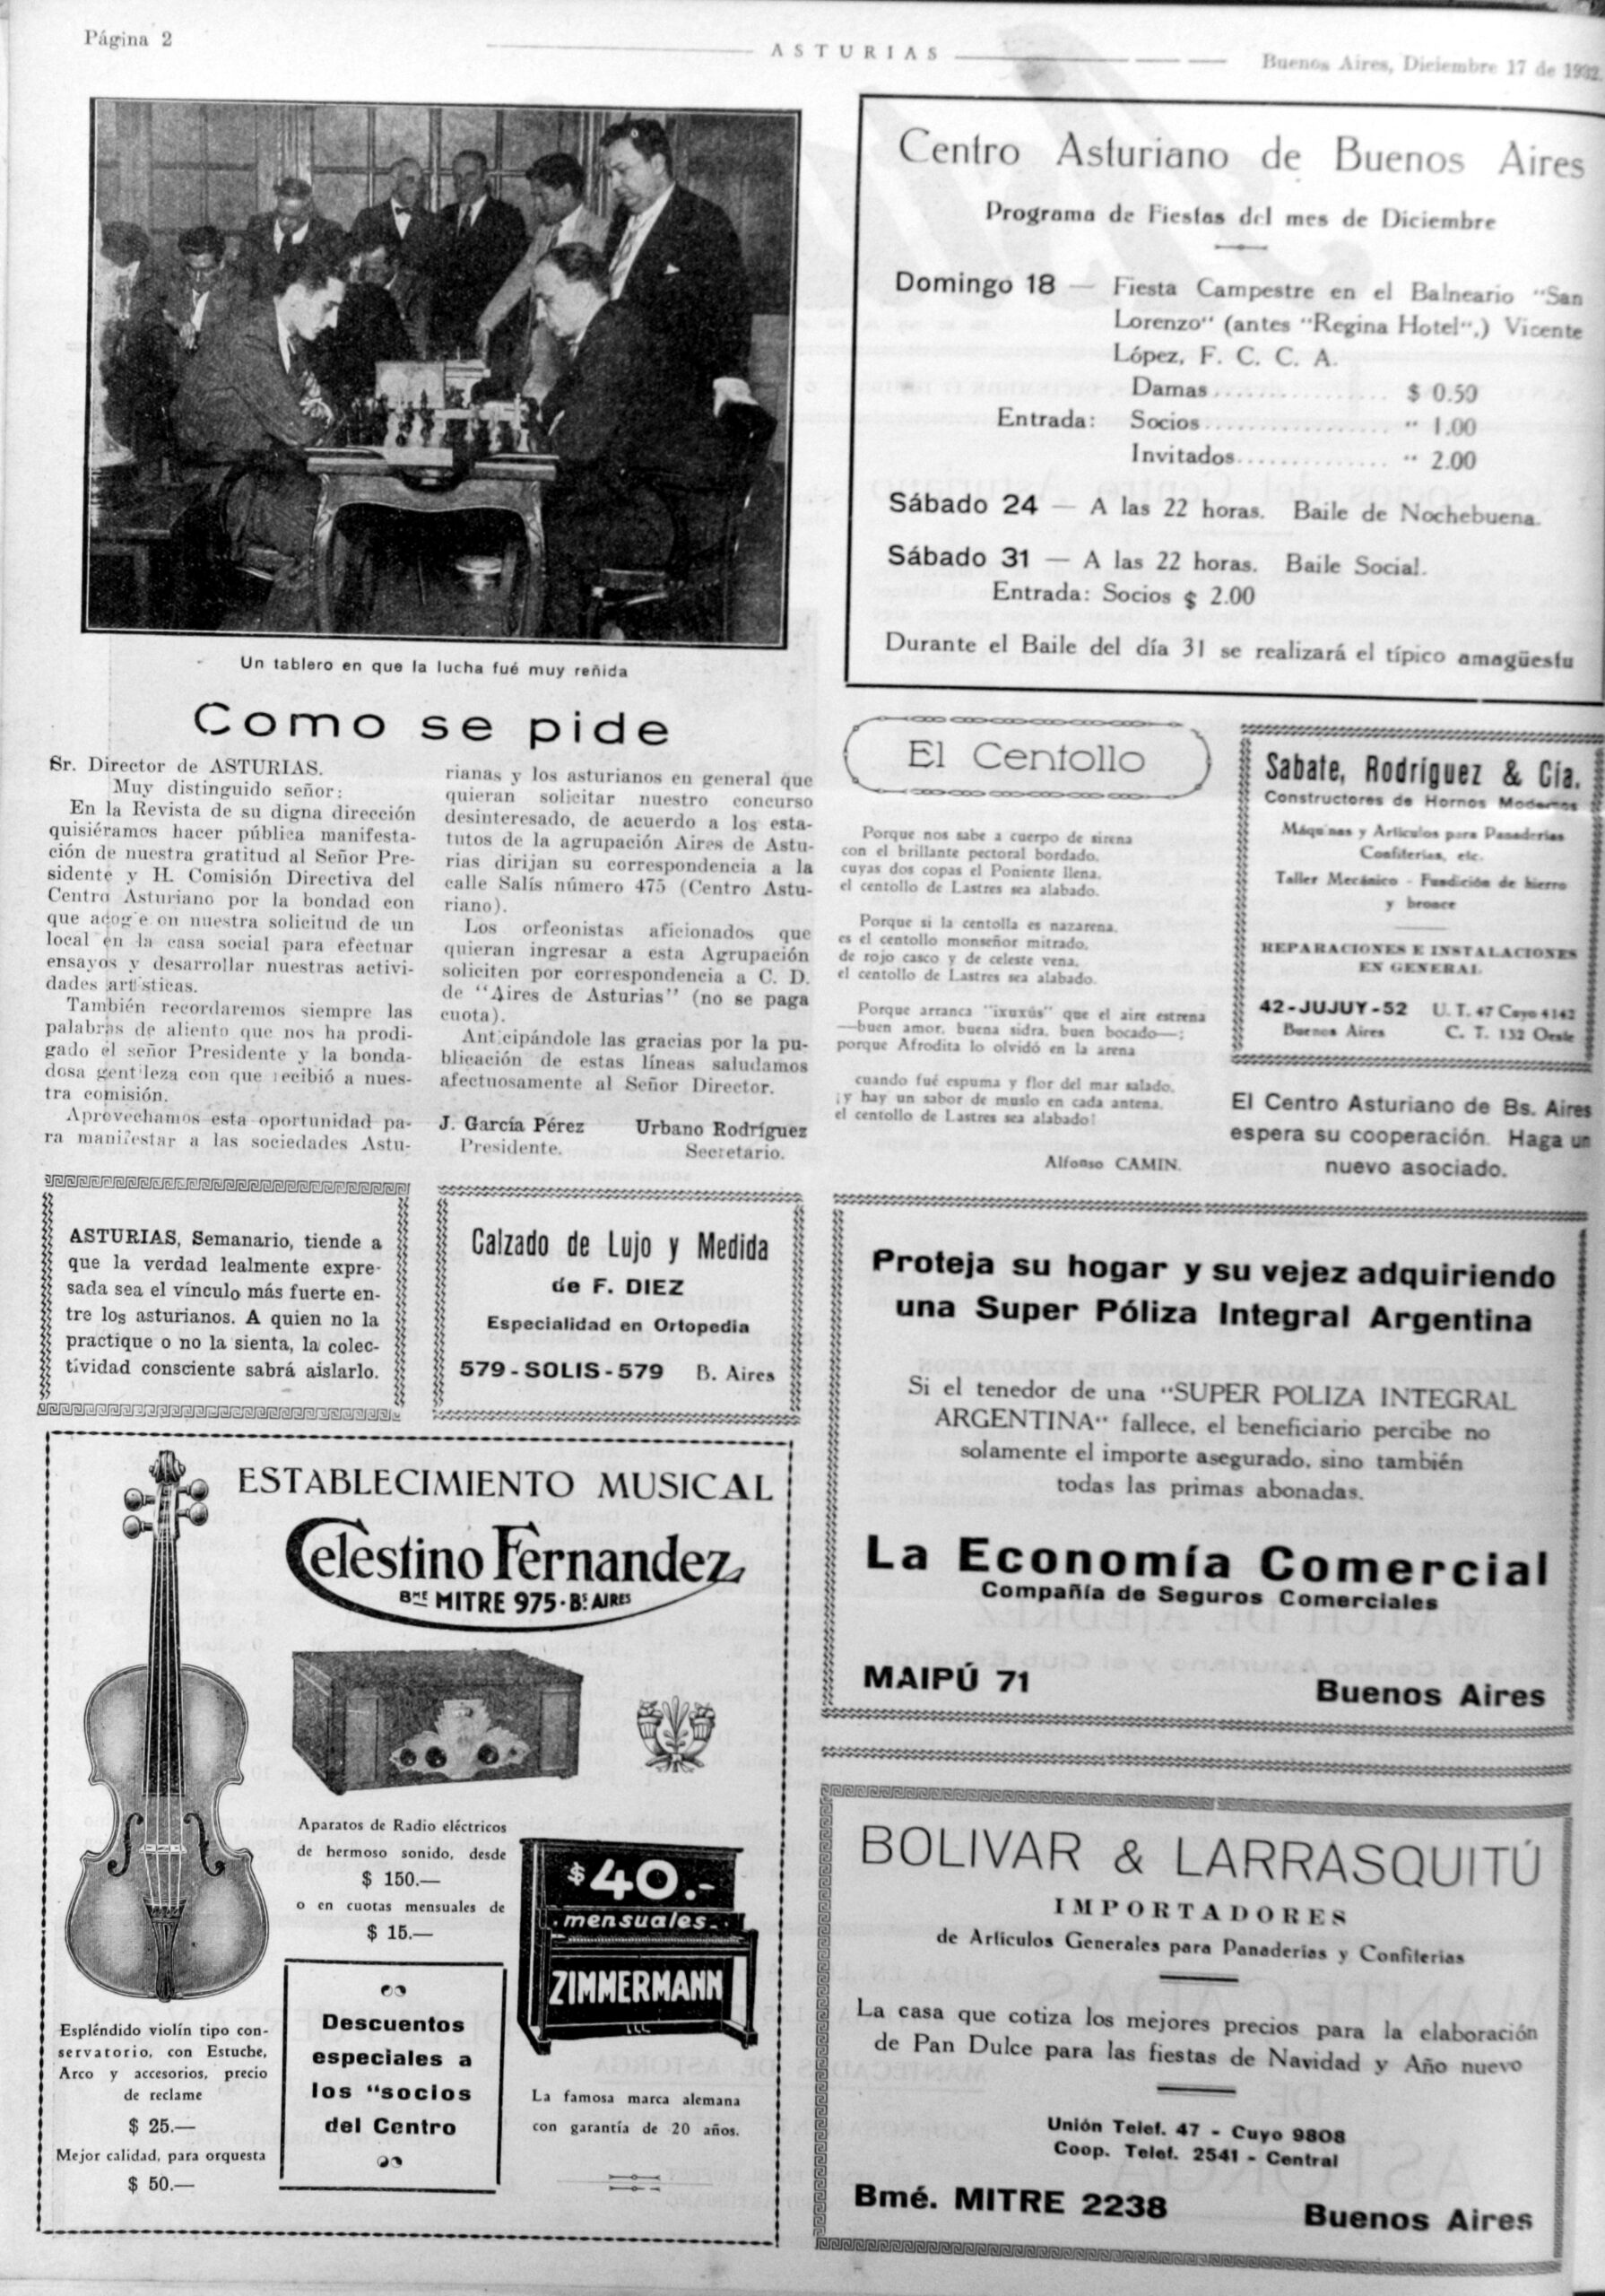 Página 2
ASTURIAS
Buenos Aires, Diciembre 17 de 1932.
Un tablero en que la lucha fué muy reñida
Como se pide
Sr. Director de ASTURIAS.
Muy distinguido señor:
En la Revista de su digna dirección
quisiéramos hacer pública manifesta-
ción de nuestra gratitud al Señor Pre-
sidente y H. Comisión Directiva del
Centro Asturiano por la bondad con
que acog e on nuestra solicitud de un
local en la casa social para efectuar
ensayos y desarrollar nuestras activi-
dades artísticas.
También recordaremos siempre las
palabras de aliento que nos ha prodi-
gado el señor Presidente y la bonda-
dosa gentileza con que recibió a nues-
tra comisión.
Aprovechamos esta oportunidad pa-
ra manifestar a las sociedades Astu-
rianas y los asturianos en general que
quieran solicitar nuestro concurso
desinteresado, de acuerdo a los esta-
tutos de la agrupación Aires de Astu-
rias dirijan su correspondencia a la
calle Salís número 475 (Centro Astu-
riano).
Los orfeonistas aficionados que
quieran ingresar a esta Agrupación
soliciten por correspondencia a C. D.
de "Aires de Asturias" (no se paga
cuota).
Anticipándole las gracias por la pu-
blicación de estas líneas saludamos
afectuosamente al Señor Director.
J. García Pérez Urbano Rodríguez
Presidente. Secretario.
Centro Asturiano de Buenos Aires
Programa de Fiestas del mes de Diciembre
Domingo 18 — Fiesta Campestre en el Balneario "San
Lorenzo" (antes "Regina Hotel".) Vicente
López, F. C. C. A.
Damas ................ $ 0.50
Entrada: Socios ................. " 1.00
Invitados.............. " 2.00
Sábado 24 — A las 22 horas. Baile de Nochebuena.
Sábado 31 — A las 22 horas. Baile Social.
Entrada: Socios $ 2.00
Durante el Baile del día 31 se realizará el típico amagüestu
El Centollo
Porque nos sabe a cuerpo de sirena
con el brillante pectoral bordado,
cuyas dos copas el Poniente llena,
el centollo de Lastres sea alabado.
Porque si la centolla es nazarena,
es el centollo monseñor mitrado,
de rojo casco y de celeste vena,
el centollo de Lastres sea alabado.
Porque arranca "ixuxús" que el aire estrena
—buen amor, buena sidra, buen bocado—;
porque Afrodita lo olvidó en la arena
cuando fué espuma y flor del mar salado,
¡y hay un sabor de muslo en cada antena,
el centollo de Lastres sea alabado!
Alfonso CAMIN.
Sabate, Rodríguez & Cía.
Constructores de Hornos Modernos
Máquinas y Artículos para Panaderías
Confiterías, etc.
Taller Mecánico - Fundición de hierro
y bronce
REPARACIONES E INSTALACIONES
EN GENERAL
42-JUJUY-52 U. T. 47 Cuyo 4142
Buenos Aires C. T. 132 Oeste
El Centro Asturiano de Bs. Aires
espera su cooperación. Haga un
nuevo asociado.
ASTURIAS, Semanario, tiende a
que la verdad lealmente expre-
sada sea el vínculo más fuerte en-
tre los asturianos. A quien no la
practique o no la sienta, la colec-
tividad consciente sabrá aislarlo.
Calzado de Lujo y Medida
de F. DIEZ
Especialidad en Ortopedia
579-SOLIS-579 B. Aires
Proteja su hogar y su vejez adquiriendo
una Super Póliza Integral Argentina
Si el tenedor de una "SUPER POLIZA INTEGRAL
ARGENTINA" fallece, el beneficiario percibe no
solamente el importe asegurado, sino también
todas las primas abonadas.
La Economía Comercial
Compañía de Seguros Comerciales
MAIPÚ 71 Buenos Aires
ESTABLECIMIENTO MUSICAL
Celestino Fernandez
BME MITRE 975-BS AIRES
Aparatos de Radio eléctricos
de hermoso sonido, desde
$ 150.—
o en cuotas mensuales de
$ 15.—
Espléndido violín tipo con-
servatorio, con Estuche,
Arco y accesorios, precio
de reclame
$ 25.—
Mejor calidad, para orquesta
$ 50.—
Descuentos
especiales a
los "socios
del Centro
$40.-
mensuales.
ZIMMERMANN
La famosa marca alemana
con garantía de 20 años.
BOLIVAR & LARRASQUITÚ
IMPORTADORES
de Artículos Generales para Panaderías y Confiterías
La casa que cotiza los mejores precios para la elaboración
de Pan Dulce para las fiestas de Navidad y Año nuevo
Unión Telef. 47 - Cuyo 9808
Coop. Telef. 2541 - Central
Bmé. MITRE 2238 Buenos Aires